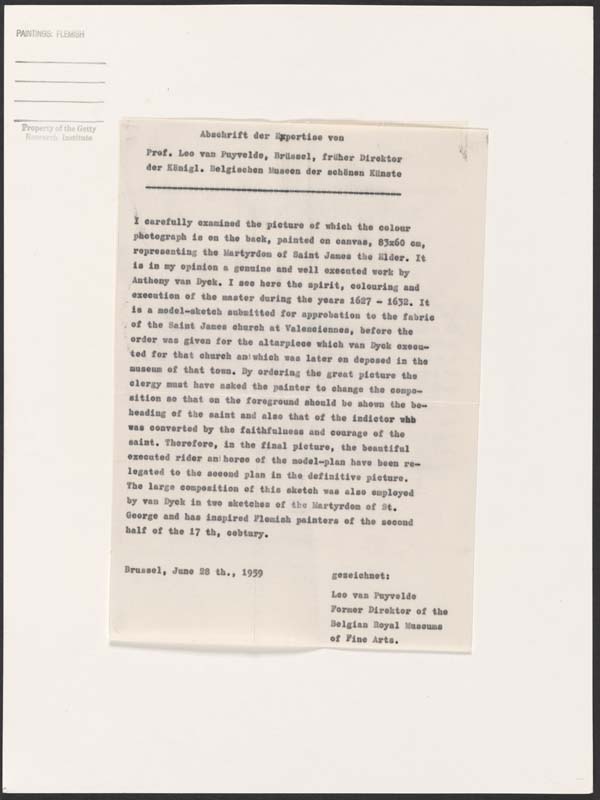 PAINTINGS: FLEMISH
Property of the Getty
Research Institute
Abschrift der Expertise von
Prof. Leo van Puyvelde, Brüssel, früher Direktor
der Königl. Belgischen Museen der schönen Künste
I carefully examined the picture of which the colour
photograph is on the back, painted on canvas, 83x60 cm,
representing the Martyrdom of Saint James the Elder. It
is in my opinion a genuine and well executed work by
Anthony van Dyck. I see here the spirit, colouring and
execution of the master during the years 1627 - 1632. It
is a model-sketch submitted for approbation to the fabric
of the Saint James church at Valenciennes, before the
order was given for the altarpiece which van Dyck execu-
ted for that church and which was later on deposed in the
museum of that town. By ordering the great picture the
clergy must have asked the painter to change the compo-
sition so that on the foreground should be shown the be-
heading of the saint and also that of the indictor whb
was converted by the faithfulness and courage of the
saint. Therefore, in the final picture, the beautiful
executed rider and horse of the model-plan have been re-
legated to the second plan in the definitive picture.
The large composition of this sketch was also employed
by van Dyck in two sketches of the Martyrdom of St.
George and has inspired Flemish painters of the second
half of the 17 th, cebtury.
Brussel, June 28 th., 1959
gezeichnet:
Leo van Puyvelde
Former Direktor of the
Belgian Royal Museums
of Fine Arts.